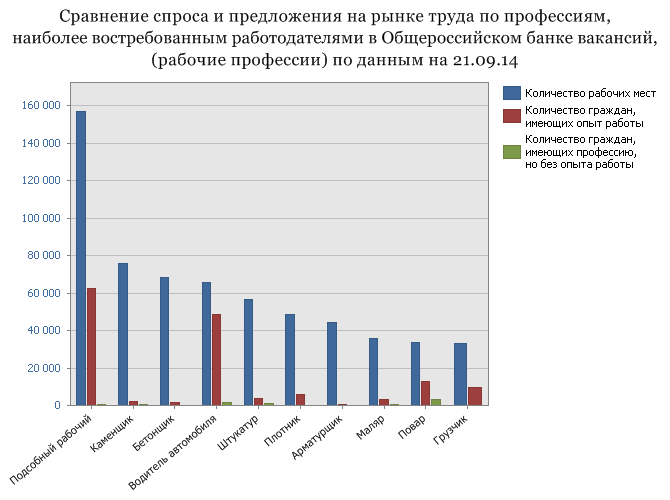 Сравнение спроса и предложения на рынке труда по профессиям,
наиболее востребованным работодателями в Общероссийском банке вакансий,
(рабочие профессии) по данным на 21.09.14
160 000
140 000
120 000
100 000
80 000
60 000
40 000
20 000
0
Подсобный рабочий
Каменщик
Бетонщик
Водитель автомобиля
Штукатур
Плотник
Арматурщик
Маляр
Повар
Грузчик
Количество рабочих мест
Количество граждан,
имеющих опыт работы
Количество граждан,
имеющих профессию,
но без опыта работы